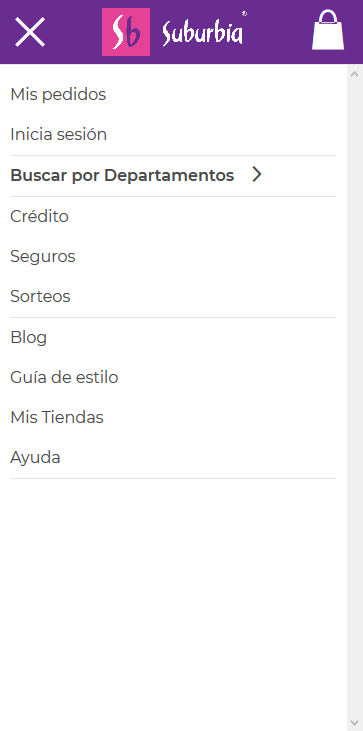 Sb Suburbia®
Mis pedidos
Inicia sesión
Buscar por Departamentos
Crédito
Seguros
Sorteos
Blog
Guía de estilo
Mis Tiendas
Ayuda